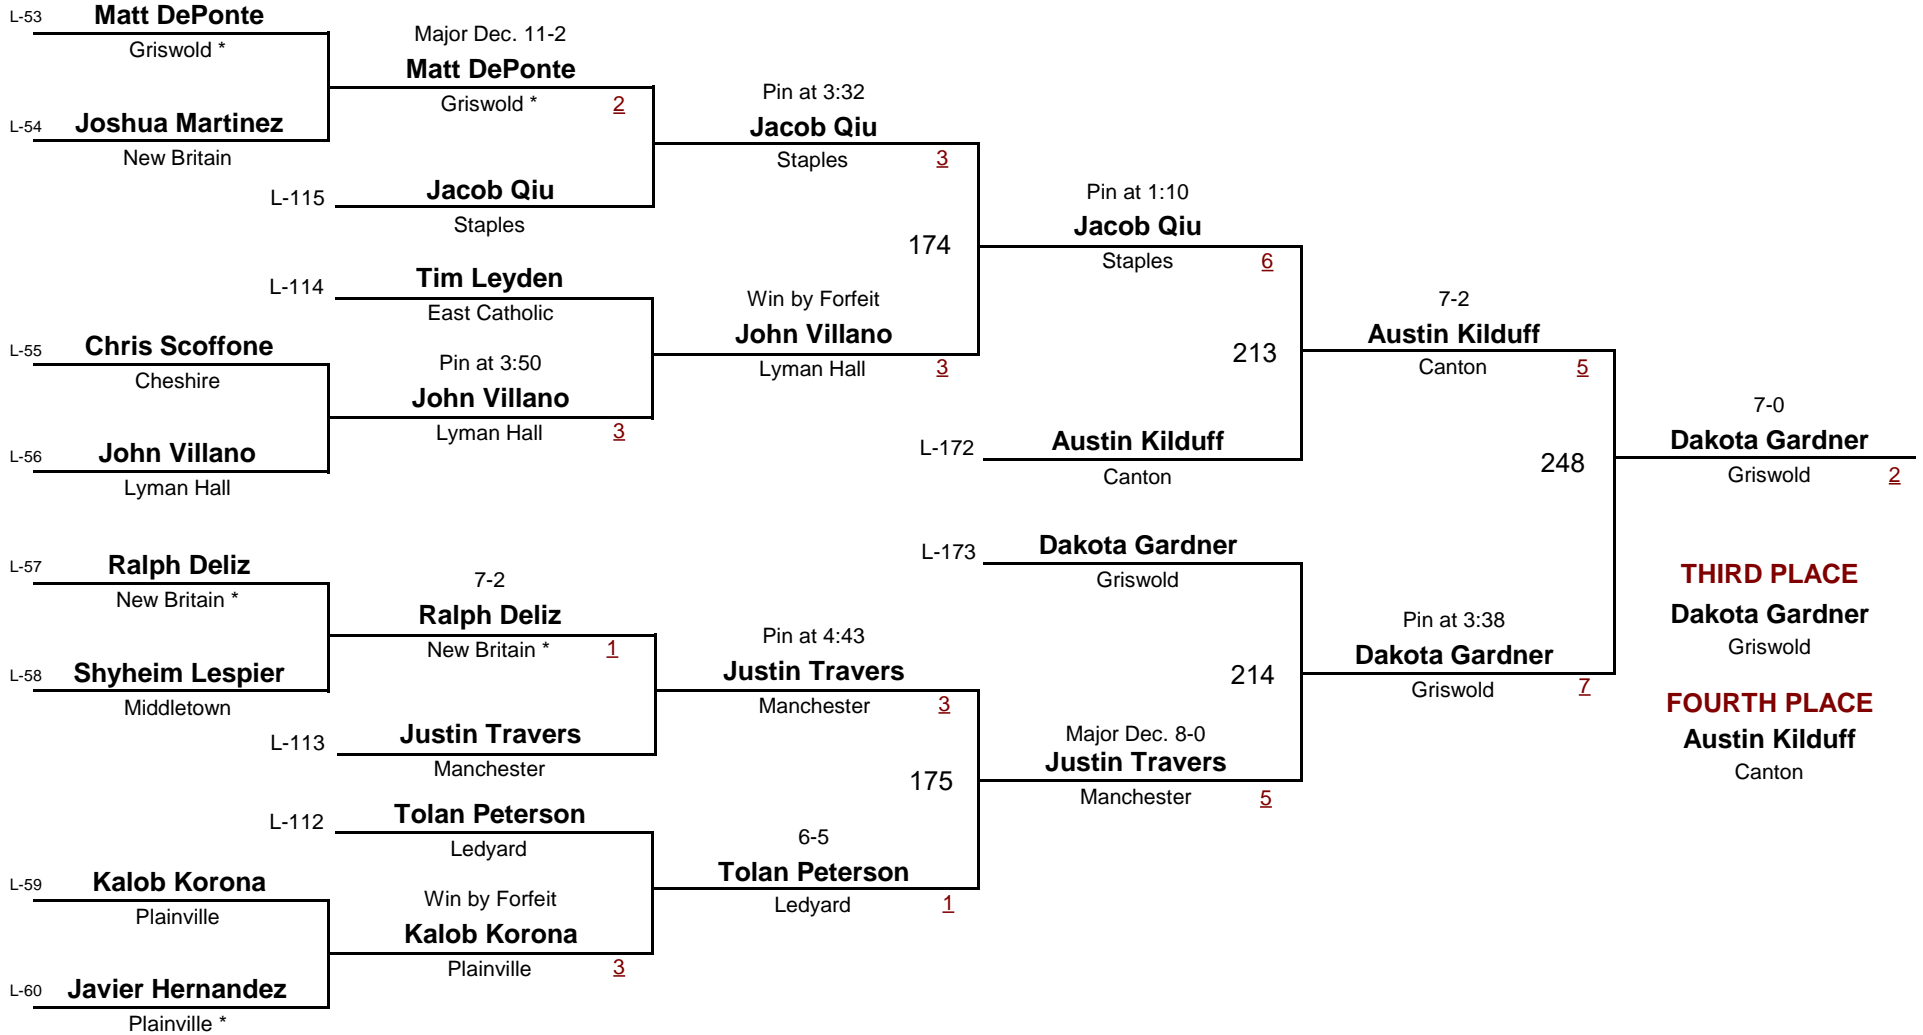 L-53 Matt DePonte
Griswold *
L-54 Joshua Martinez
New Britain
Major Dec. 11-2
Matt DePonte
Griswold * 2
L-115 Jacob Qiu
Staples
Pin at 3:32
Jacob Qiu
Staples 3
L-114 Tim Leyden
East Catholic
L-55 Chris Scoffone
Cheshire
L-56 John Villano
Lyman Hall
Pin at 3:50
John Villano
Lyman Hall 3
Win by Forfeit
John Villano
Lyman Hall 3
174
Pin at 1:10
Jacob Qiu
Staples 6
L-172 Austin Kilduff
Canton
213
7-2
Austin Kilduff
Canton 5
L-57 Ralph Deliz
New Britain *
L-58 Shyheim Lespier
Middletown
7-2
Ralph Deliz
New Britain * 1
L-113 Justin Travers
Manchester
Pin at 4:43
Justin Travers
Manchester 3
L-112 Tolan Peterson
Ledyard
L-59 Kalob Korona
Plainville
L-60 Javier Hernandez
Plainville *
Win by Forfeit
Kalob Korona
Plainville 3
6-5
Tolan Peterson
Ledyard 1
175
L-173 Dakota Gardner
Griswold
Major Dec. 8-0
Justin Travers
Manchester 5
214
Pin at 3:38
Dakota Gardner
Griswold 7
248
7-0
Dakota Gardner
Griswold 2
THIRD PLACE
Dakota Gardner
Griswold
FOURTH PLACE
Austin Kilduff
Canton